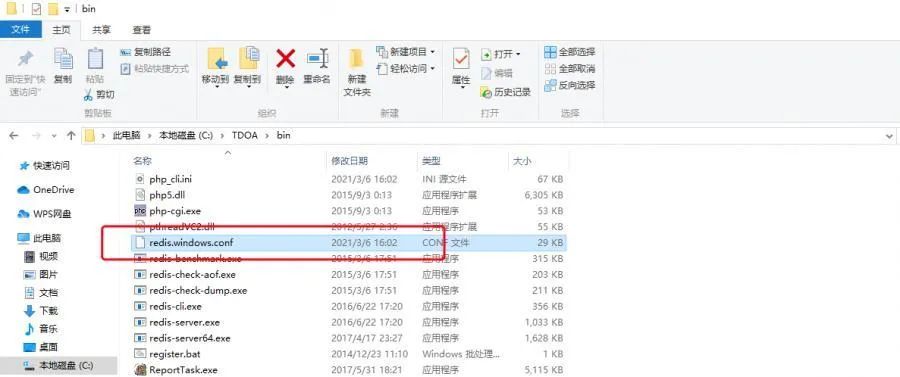 bin
文件 主页 共享 查看
固定到"快速访问" 复制 粘贴 复制路径 粘贴快捷方式 剪切 移动到 复制到 删除 重命名 新建文件夹 新建项目 轻松访问 属性 打开 编辑 历史记录 全部选择 全部取消 反向选择
剪贴板 组织 新建 打开 选择
此电脑 > 本地磁盘 (C:) > TDOA > bin
快速访问
OneDrive
WPS网盘
此电脑
视频
图片
文档
下载
音乐
桌面
本地磁盘 (C:)
名称 修改日期 类型 大小
php_cli.ini 2021/3/6 16:02 INI 源文件 67 KB
php5.dll 2015/9/3 0:13 应用程序扩展 6,305 KB
php-cgi.exe 2015/9/3 0:13 应用程序 53 KB
pthreadVC2.dll 2012/5/27 2:36 应用程序扩展 55 KB
redis.windows.conf 2021/3/6 16:02 CONF 文件 29 KB
redis-benchmark.exe 2015/3/6 17:51 应用程序 315 KB
redis-check-aof.exe 2015/3/6 17:51 应用程序 203 KB
redis-check-dump.exe 2015/3/6 17:51 应用程序 211 KB
redis-cli.exe 2016/6/22 17:20 应用程序 356 KB
redis-server.exe 2016/6/22 17:20 应用程序 1,033 KB
redis-server64.exe 2017/4/17 23:27 应用程序 1,628 KB
register.bat 2014/12/23 11:10 Windows 批处理... 1 KB
ReportTask.exe 2017/5/31 18:21 应用程序 5,115 KB